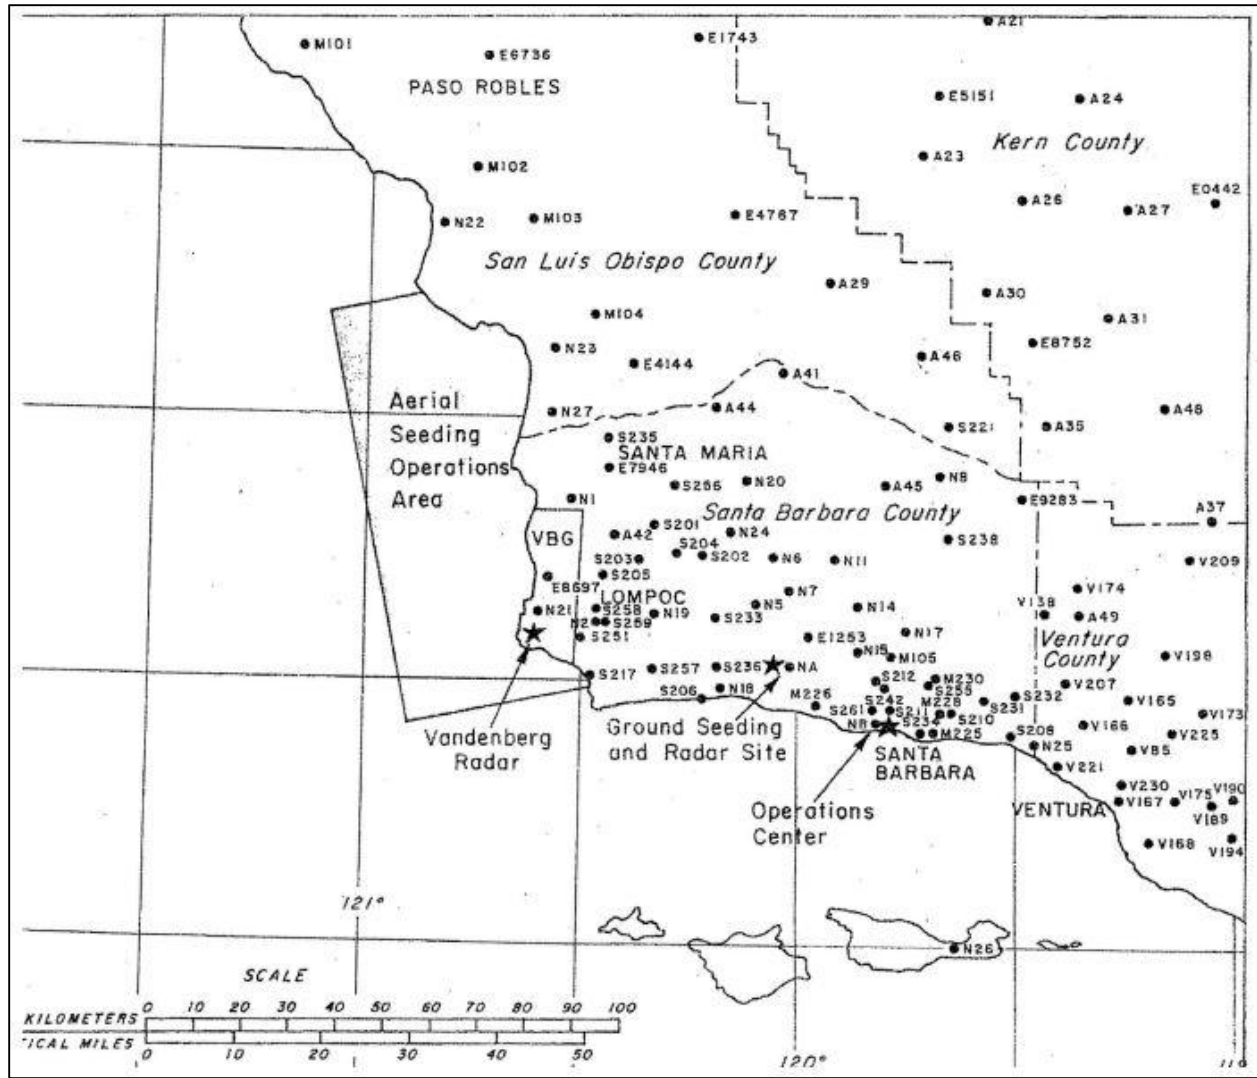 A21
M101
E1743
E6736
PASO ROBLES
E5151
A24
Kern County
A23
M102
E0442
A26
A27
N22
M103
E4767
San Luis Obispo County
A29
A30
M104
A31
E8752
N23
A46
E4144
A41
Aerial
Seeding
Operations
Area
N27
A44
A48
S221
A35
S235
SANTA MARIA
E7946
N8
S256
N20
A45
N1
E9283
Santa Barbara County
A37
VBG
S201
A42
N24
S204
S238
S203
S202
N6
N11
V209
S205
E8697
LOMPOC
N7
V174
N5
V138
N21
S258
N19
N14
A49
N2
S259
S233
S251
E1253
N17
Ventura
County
N15
M105
V198
S217
S257
S236
NA
S212
M230
V207
S255
N18
S206
M226
S242
S232
S231
V165
S261
S211
M228
S210
V173
NB
S234
V166
V225
M225
S208
N25
V85
Vandenberg
Radar
Ground Seeding
and Radar Site
SANTA
BARBARA
V221
V230
V167
V175
V190
V189
VENTURA
Operations
Center
V168
V194
121°
N26
SCALE
0 10 20 30 40 50 60 70 80 90 100
KILOMETERS
TICAL MILES
0 10 20 30 40 50
120°